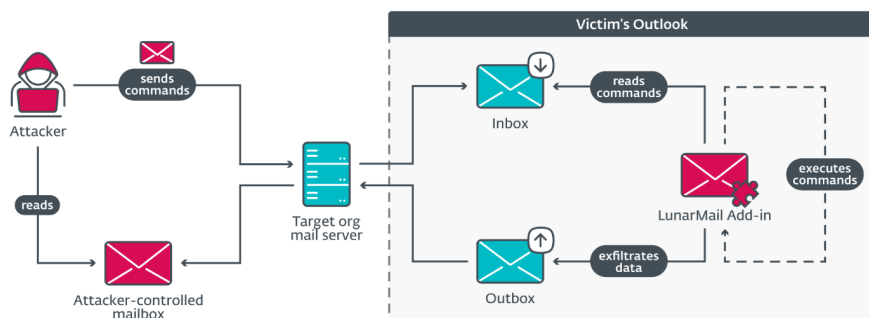 Victim's Outlook
sends
commands
Attacker
reads
Attacker-controlled
mailbox
Target org
mail server
Inbox
reads
commands
executes
commands
LunarMail Add-in
exfiltrates
data
Outbox